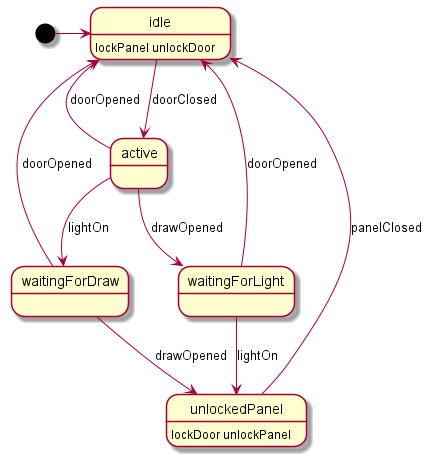 idle
lockPanel unlockDoor
doorOpened
doorClosed
active
doorOpened
doorOpened
panelClosed
lightOn
drawOpened
waitingForDraw
waitingForLight
drawOpened
lightOn
unlockedPanel
lockDoor unlockPanel